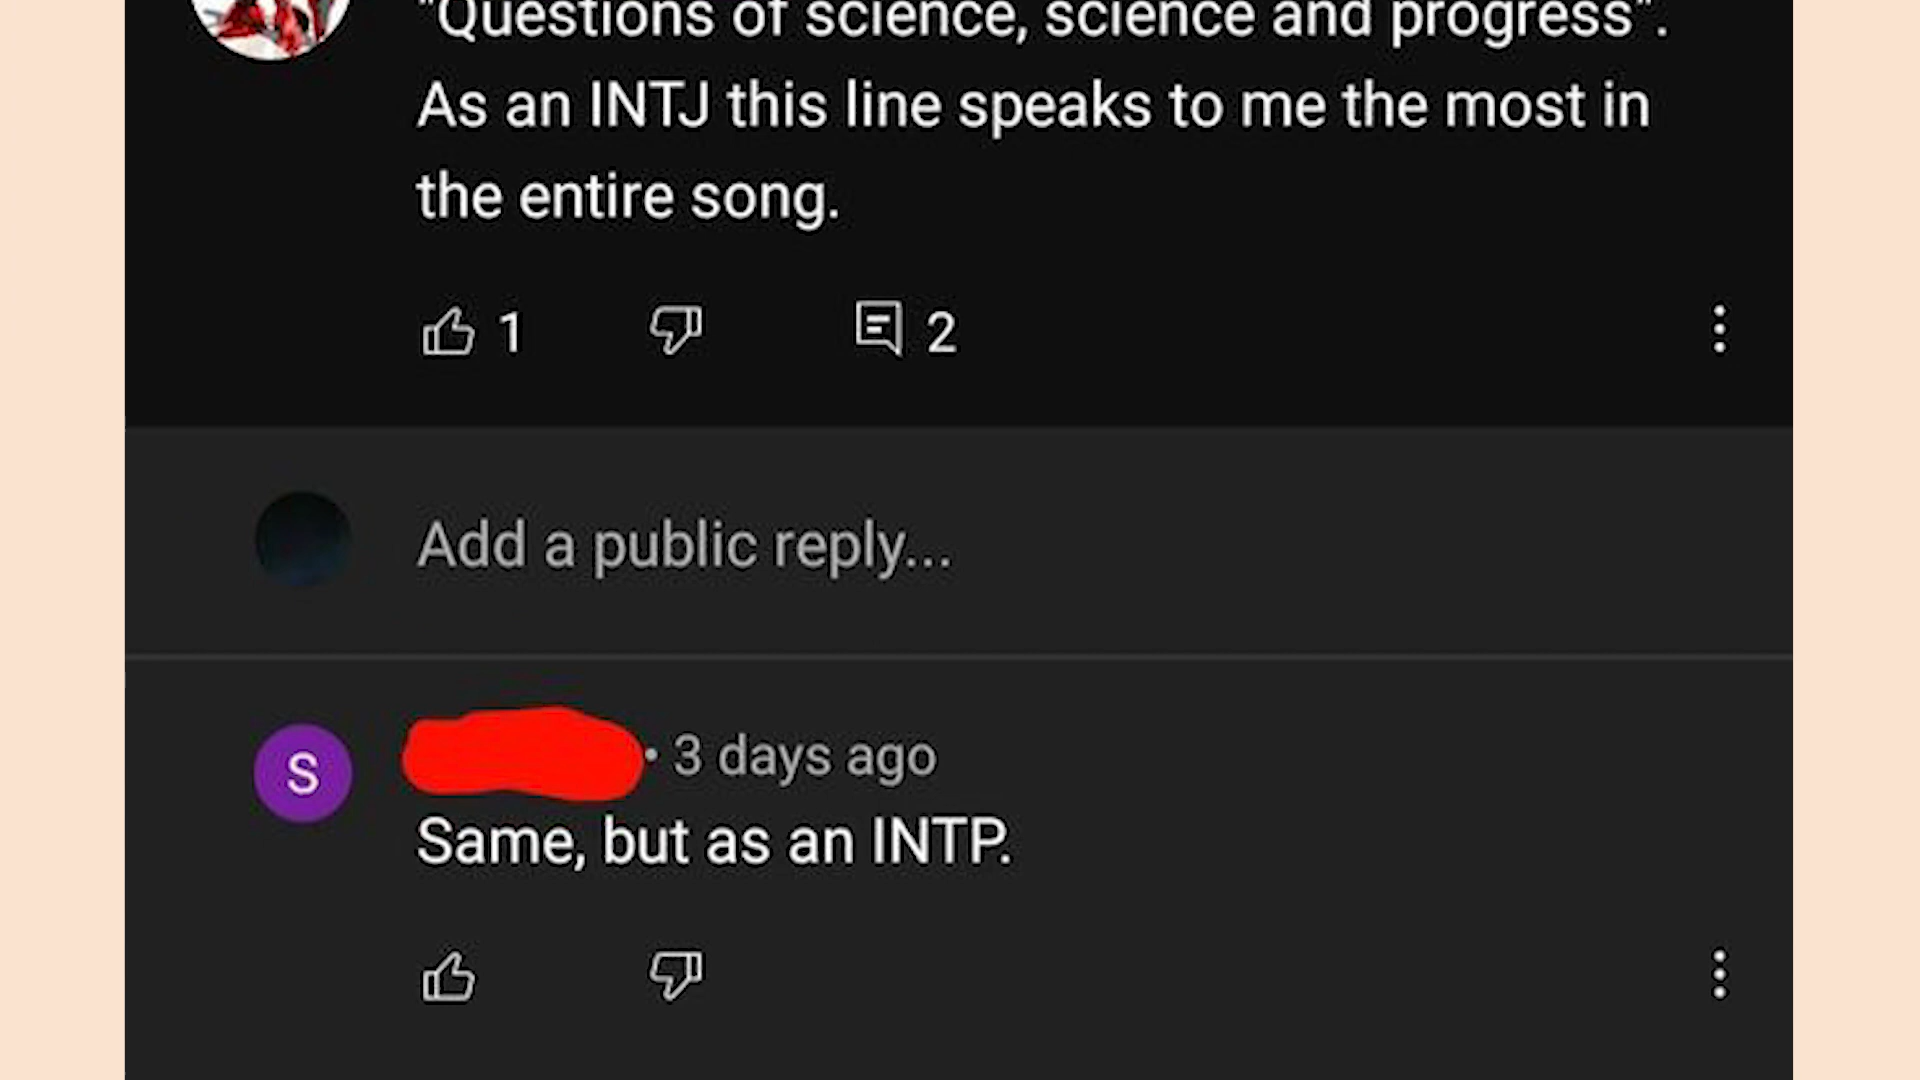 "Questions of science, science and progress".
As an INTJ this line speaks to me the most in
the entire song.
1 2
Add a public reply...
S
· 3 days ago
Same, but as an INTP.